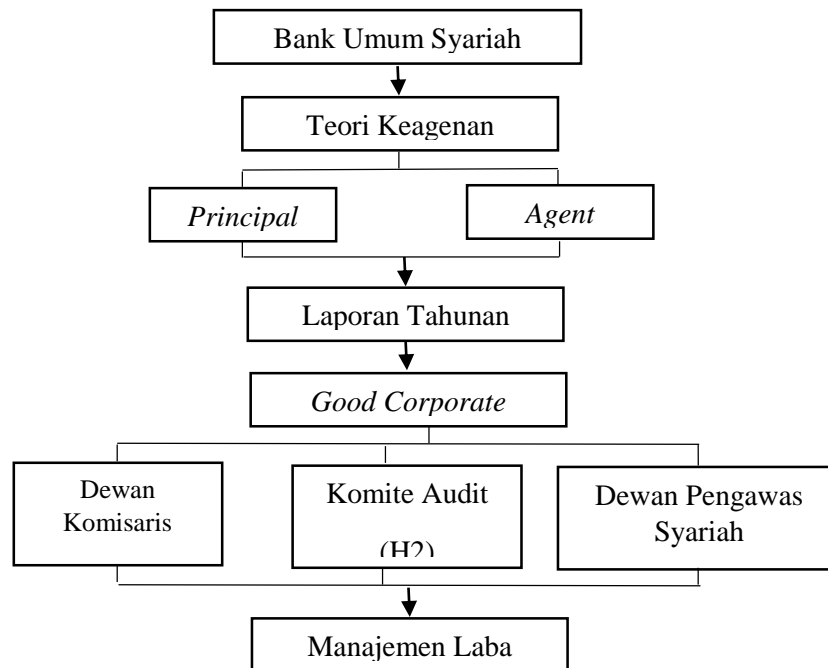 Bank Umum Syariah
Teori Keagenan
Principal
Agent
Laporan Tahunan
Good Corporate
Dewan
Komisaris
Komite Audit
(H2)
Dewan Pengawas
Syariah
Manajemen Laba